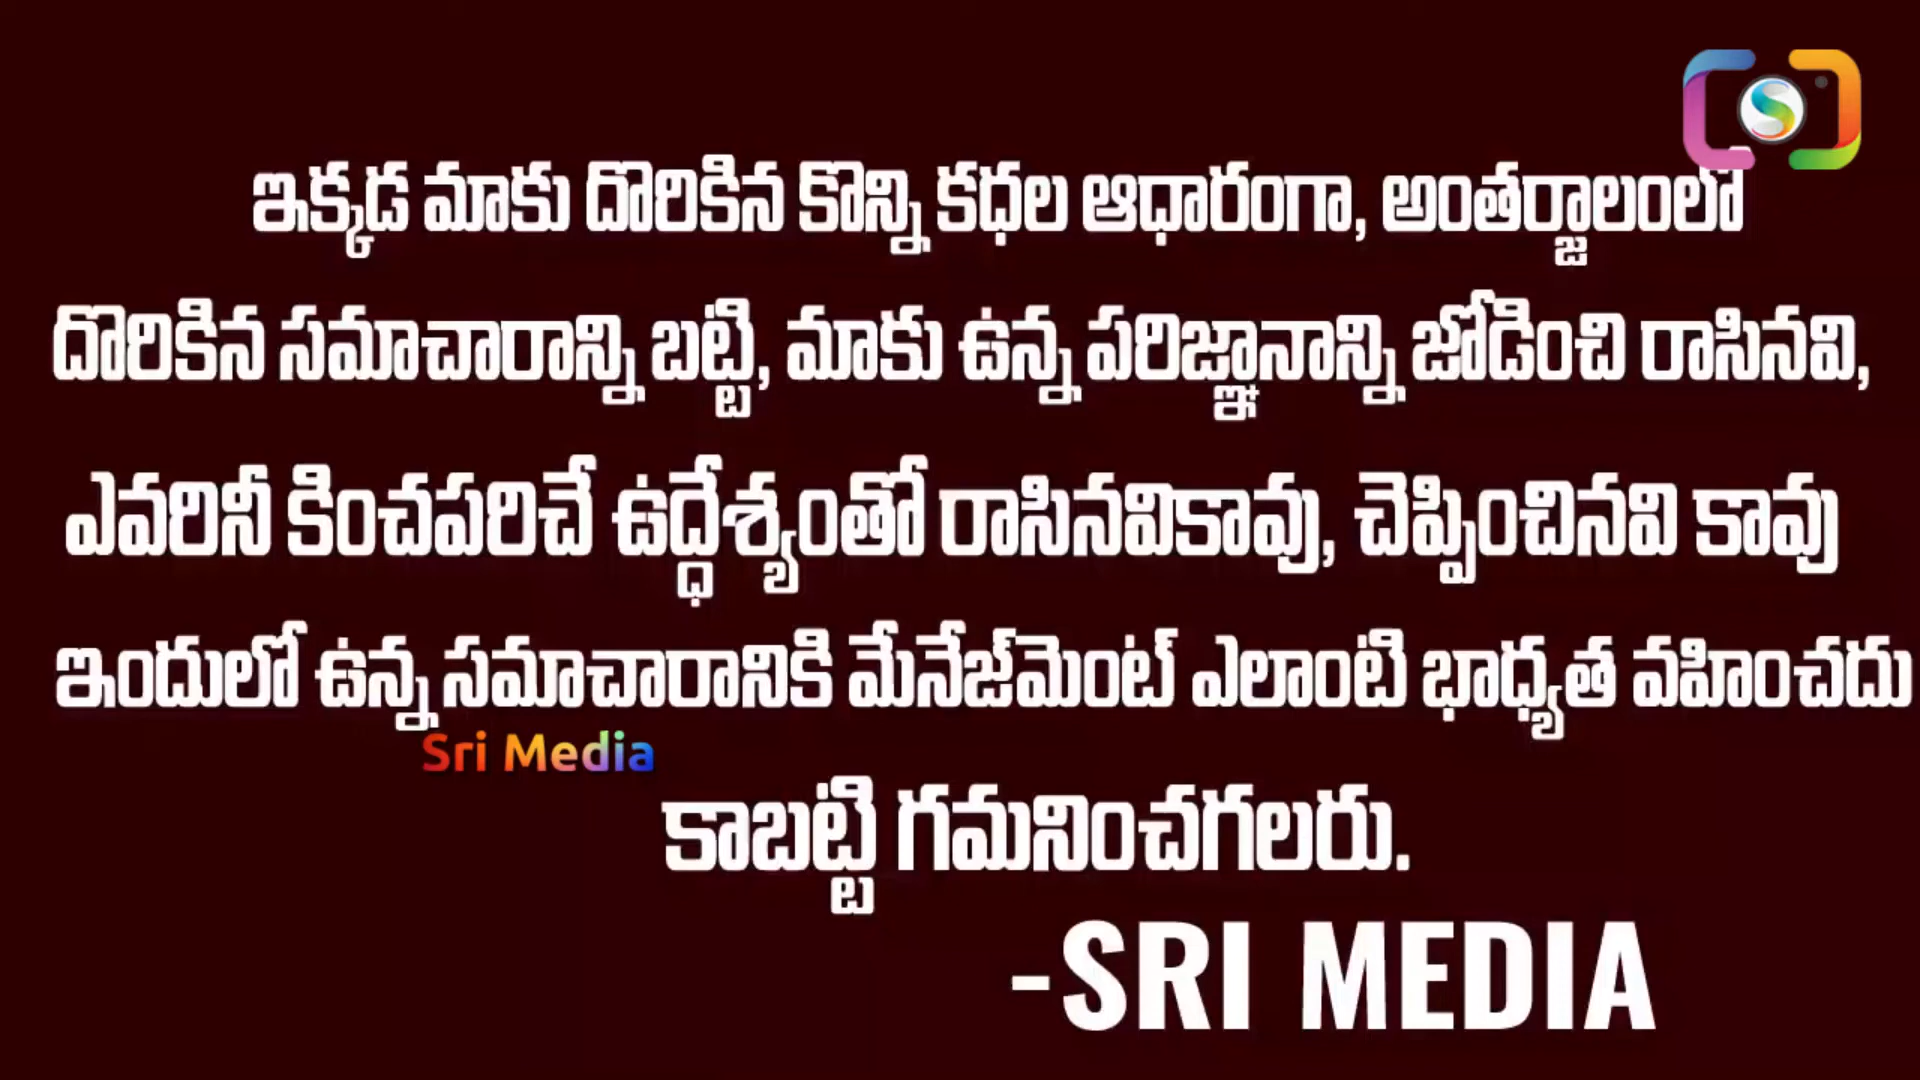 ఇక్కడ మాకు దొరికిన కొన్ని కధల ఆధారంగా, అంతర్జాలంలో
దొరికిన సమాచారాన్ని బట్టి, మాకు ఉన్న పరిజ్ఞానాన్ని జోడించి రాసినవి,
ఎవరినీ కించపరిచే ఉద్ధేశ్యంతో రాసినవికావు, చెప్పించినవి కావు
ఇందులో ఉన్న సమాచారానికి మేనేజ్‌మెంట్ ఎలాంటి భాధ్యత వహించదు
Sri Media
కాబట్టి గమనించగలరు.
-SRI MEDIA